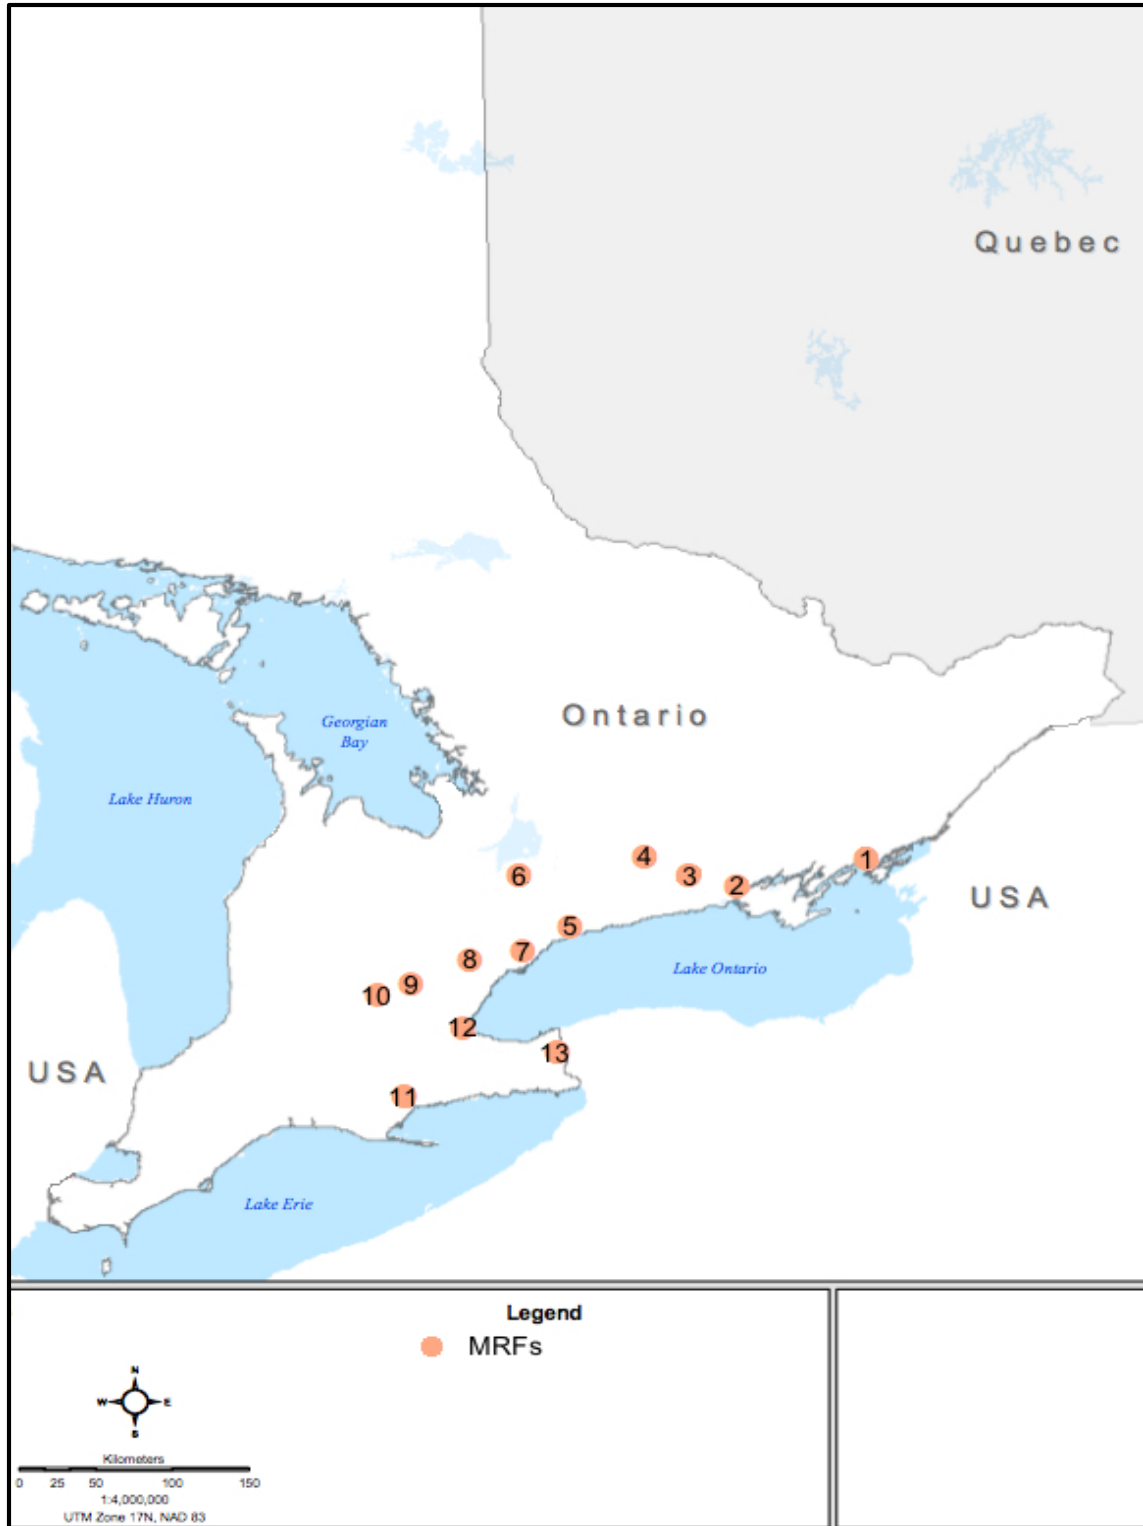 Quebec
Ontario
Georgian
Bay
Lake Huron
4
1
6
3
2
USA
5
7
8
Lake Ontario
9
10
12
13
USA
11
Lake Erie
Legend
MRFs
N
W E
S
Kilometers
0 25 50 100 150
1:4,000,000
UTM Zone 17N, NAD 83